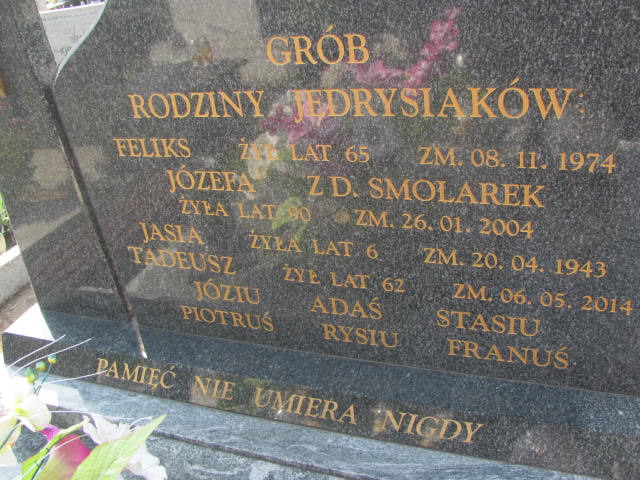 GRÓB
RODZINY JĘDRYSIAKÓW:
FELIKS ŻYŁ LAT 65 ZM. 08. 11. 1974
JÓZEFA Z D. SMOLAREK
ŻYŁA LAT 90 ZM. 26. 01. 2004
JASIA ŻYŁA LAT 6 ZM. 20. 04. 1943
TADEUSZ ŻYŁ LAT 62 ZM. 06. 05. 2014
JÓZIU ADAŚ STASIU
PIOTRUŚ RYSIU FRANUŚ
PAMIĘĆ NIE UMIERA NIGDY